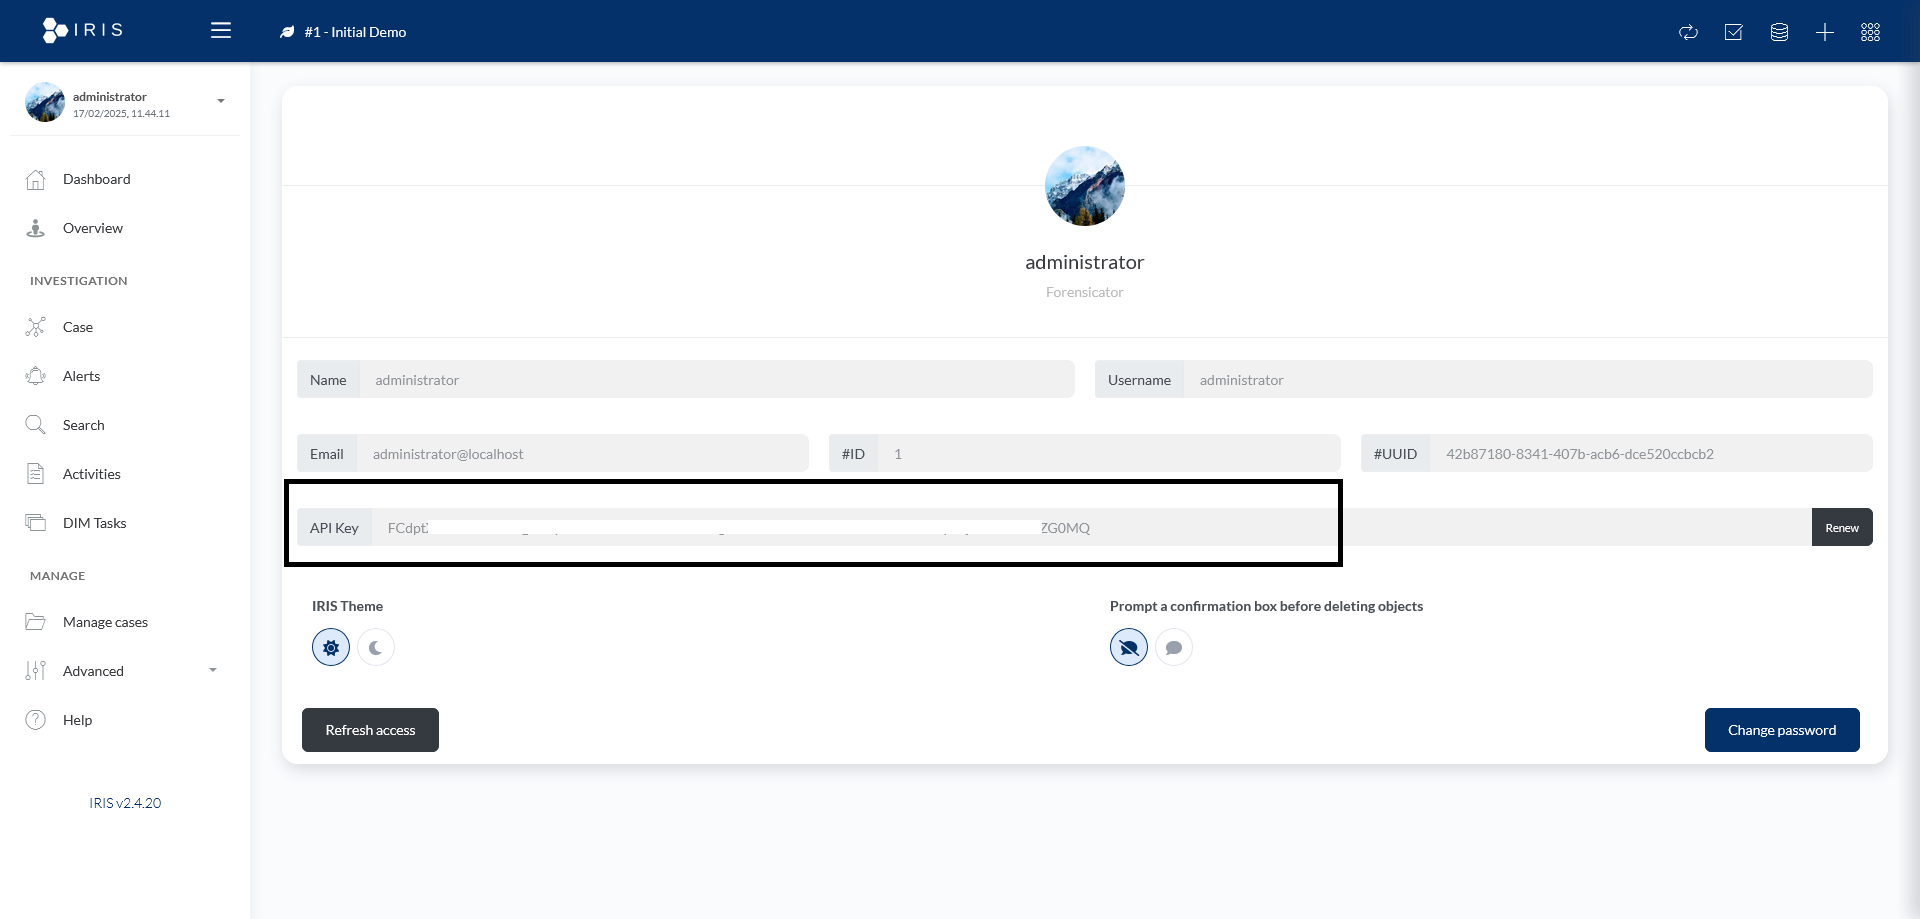 IRIS
#1 - Initial Demo
administrator
17/02/2025, 11.44.11
Dashboard
Overview
INVESTIGATION
Case
Alerts
Search
Activities
DIM Tasks
MANAGE
Manage cases
Advanced
Help
IRIS v2.4.20
administrator
Forensicator
Name administrator
Username administrator
Email administrator@localhost
#ID 1
#UUID 42b87180-8341-407b-acb6-dce520ccbcb2
API Key FCdpt ZG0MQ
Renew
IRIS Theme
Prompt a confirmation box before deleting objects
Refresh access
Change password